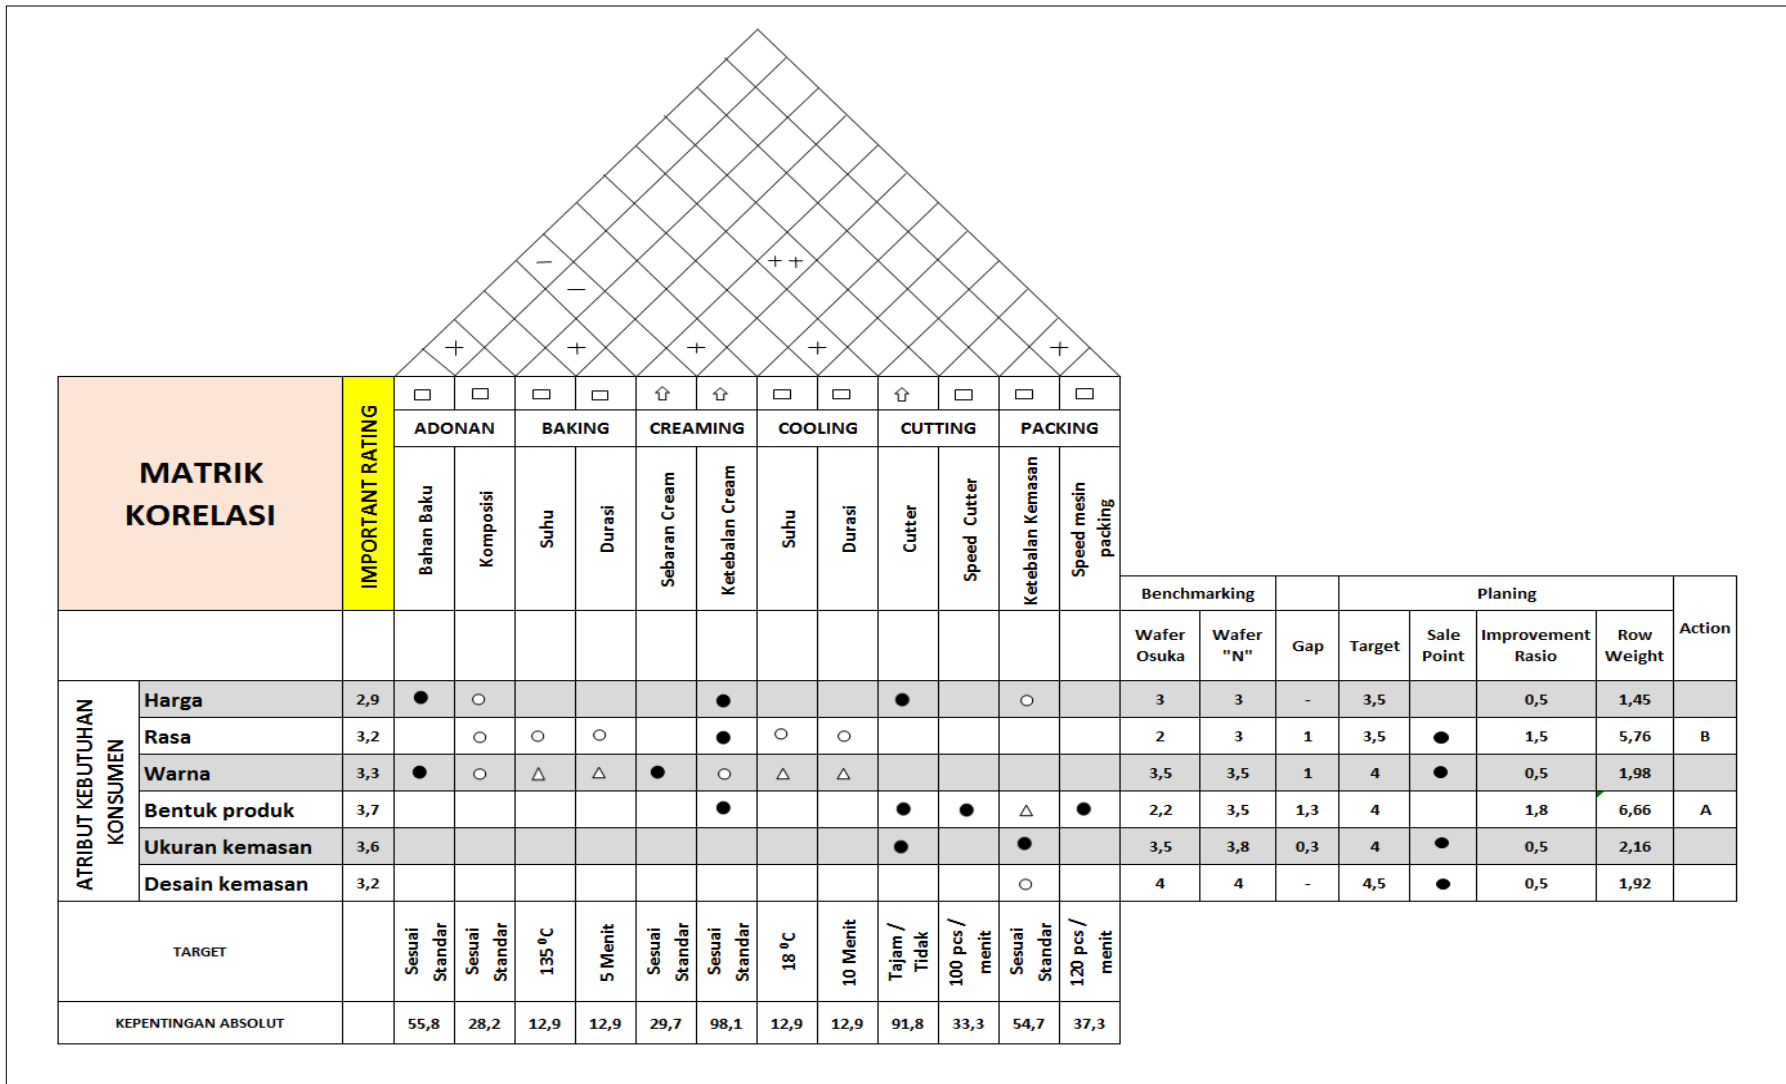 − + +
−
+ + + + +
ADONAN BAKING CREAMING COOLING CUTTING PACKING
MATRIK
KORELASI
IMPORTANT RATING
Bahan Baku
Komposisi
Suhu
Durasi
Sebaran Cream
Ketebalan Cream
Suhu
Durasi
Cutter
Speed Cutter
Ketebalan Kemasan
Speed mesin
packing
Benchmarking Planing Action
Wafer
Osuka
Wafer
"N"
Gap
Target
Sale
Point
Improvement
Rasio
Row
Weight
ATRIBUT KEBUTUHAN
KONSUMEN
Harga 2,9 3 3 - 3,5 0,5 1,45
Rasa 3,2 2 3 1 3,5 1,5 5,76 B
Warna 3,3 3,5 3,5 1 4 0,5 1,98
Bentuk produk 3,7 2,2 3,5 1,3 4 1,8 6,66 A
Ukuran kemasan 3,6 3,5 3,8 0,3 4 0,5 2,16
Desain kemasan 3,2 4 4 - 4,5 0,5 1,92
TARGET
Sesuai
Standar
Sesuai
Standar
135 ⁰C
5 Menit
Sesuai
Standar
Sesuai
Standar
18 ⁰C
10 Menit
Tajam /
Tidak
100 pcs /
menit
Sesuai
Standar
120 pcs /
menit
KEPENTINGAN ABSOLUT 55,8 28,2 12,9 12,9 29,7 98,1 12,9 12,9 91,8 33,3 54,7 37,3